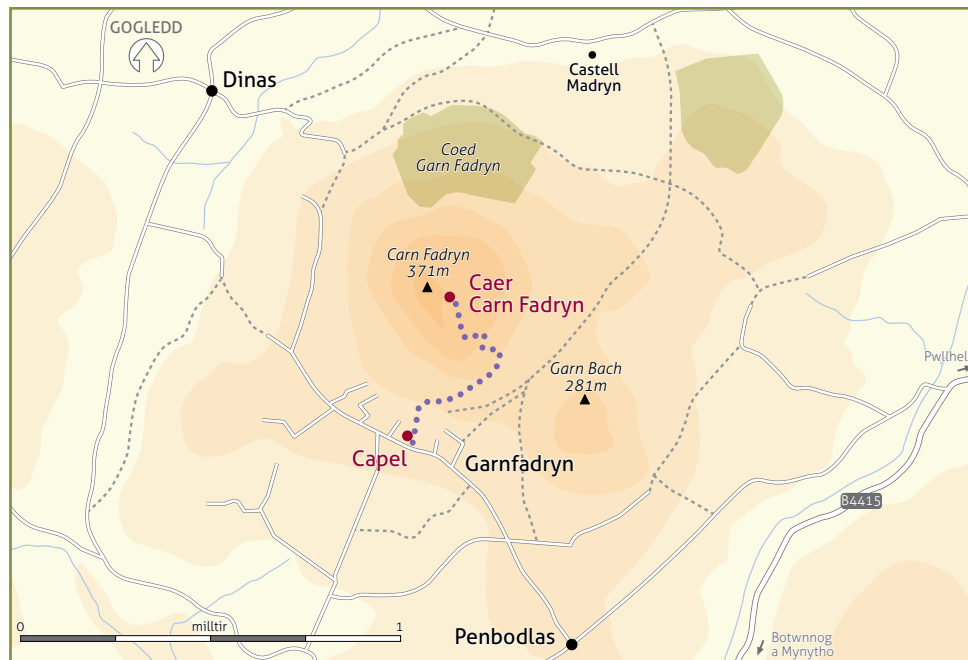 GOGLEDD
Dinas
Castell
Madryn
Coed
Garn Fadryn
Carn Fadryn
371m
Caer
Carn Fadryn
Garn Bach
281m
Pwllhel
Capel
Garnfadryn
B4415
0 milltir 1
Penbodlas
Botwnnog
a Mynytho